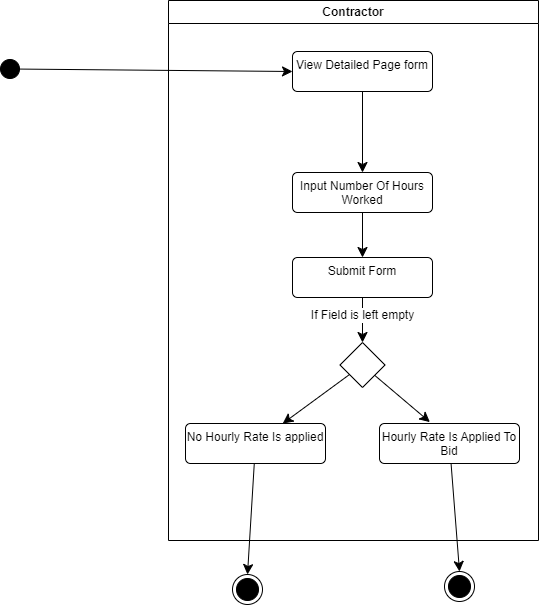 Contractor
View Detailed Page form
Input Number Of Hours
Worked
Submit Form
If Field is left empty
No Hourly Rate Is applied
Hourly Rate Is Applied To
Bid